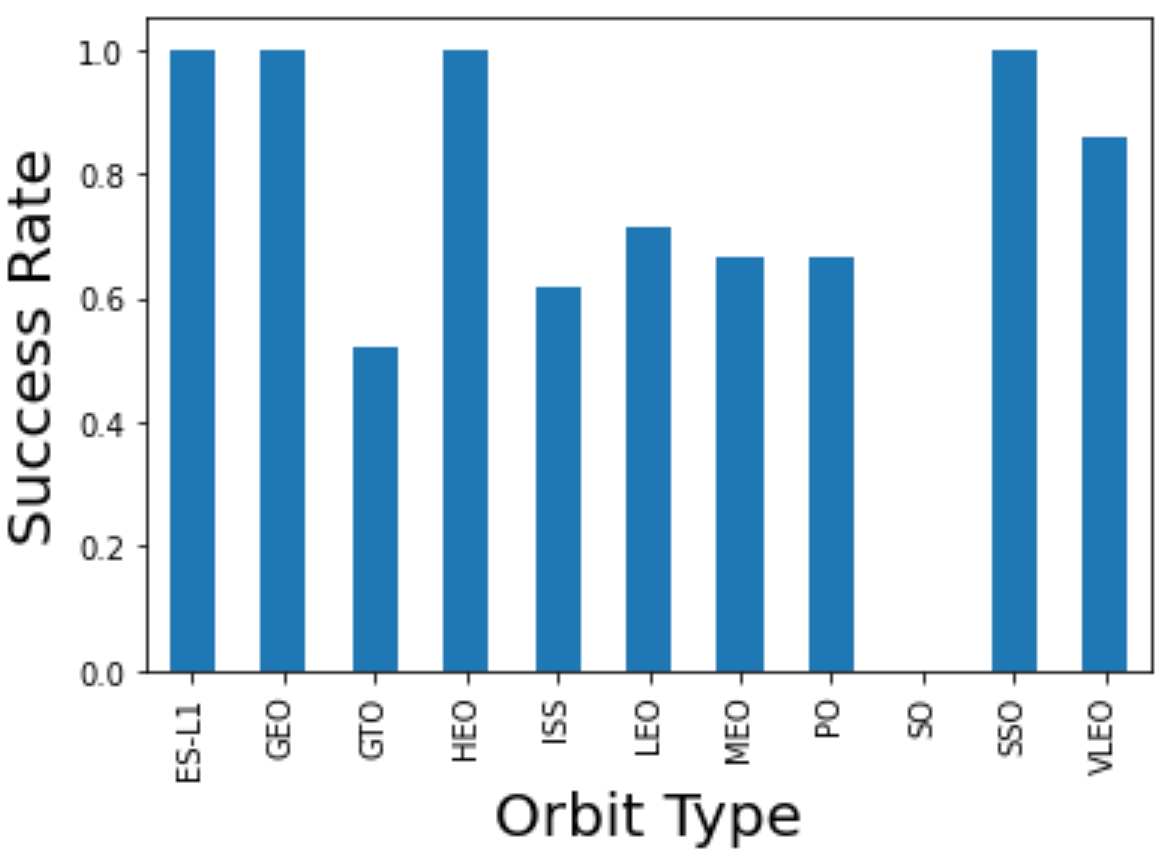 Success Rate
1.0
0.8
0.6
0.4
0.2
0.0
ES-L1
GEO
GTO
HEO
ISS
LEO
MEO
PO
SO
SSO
VLEO
Orbit Type